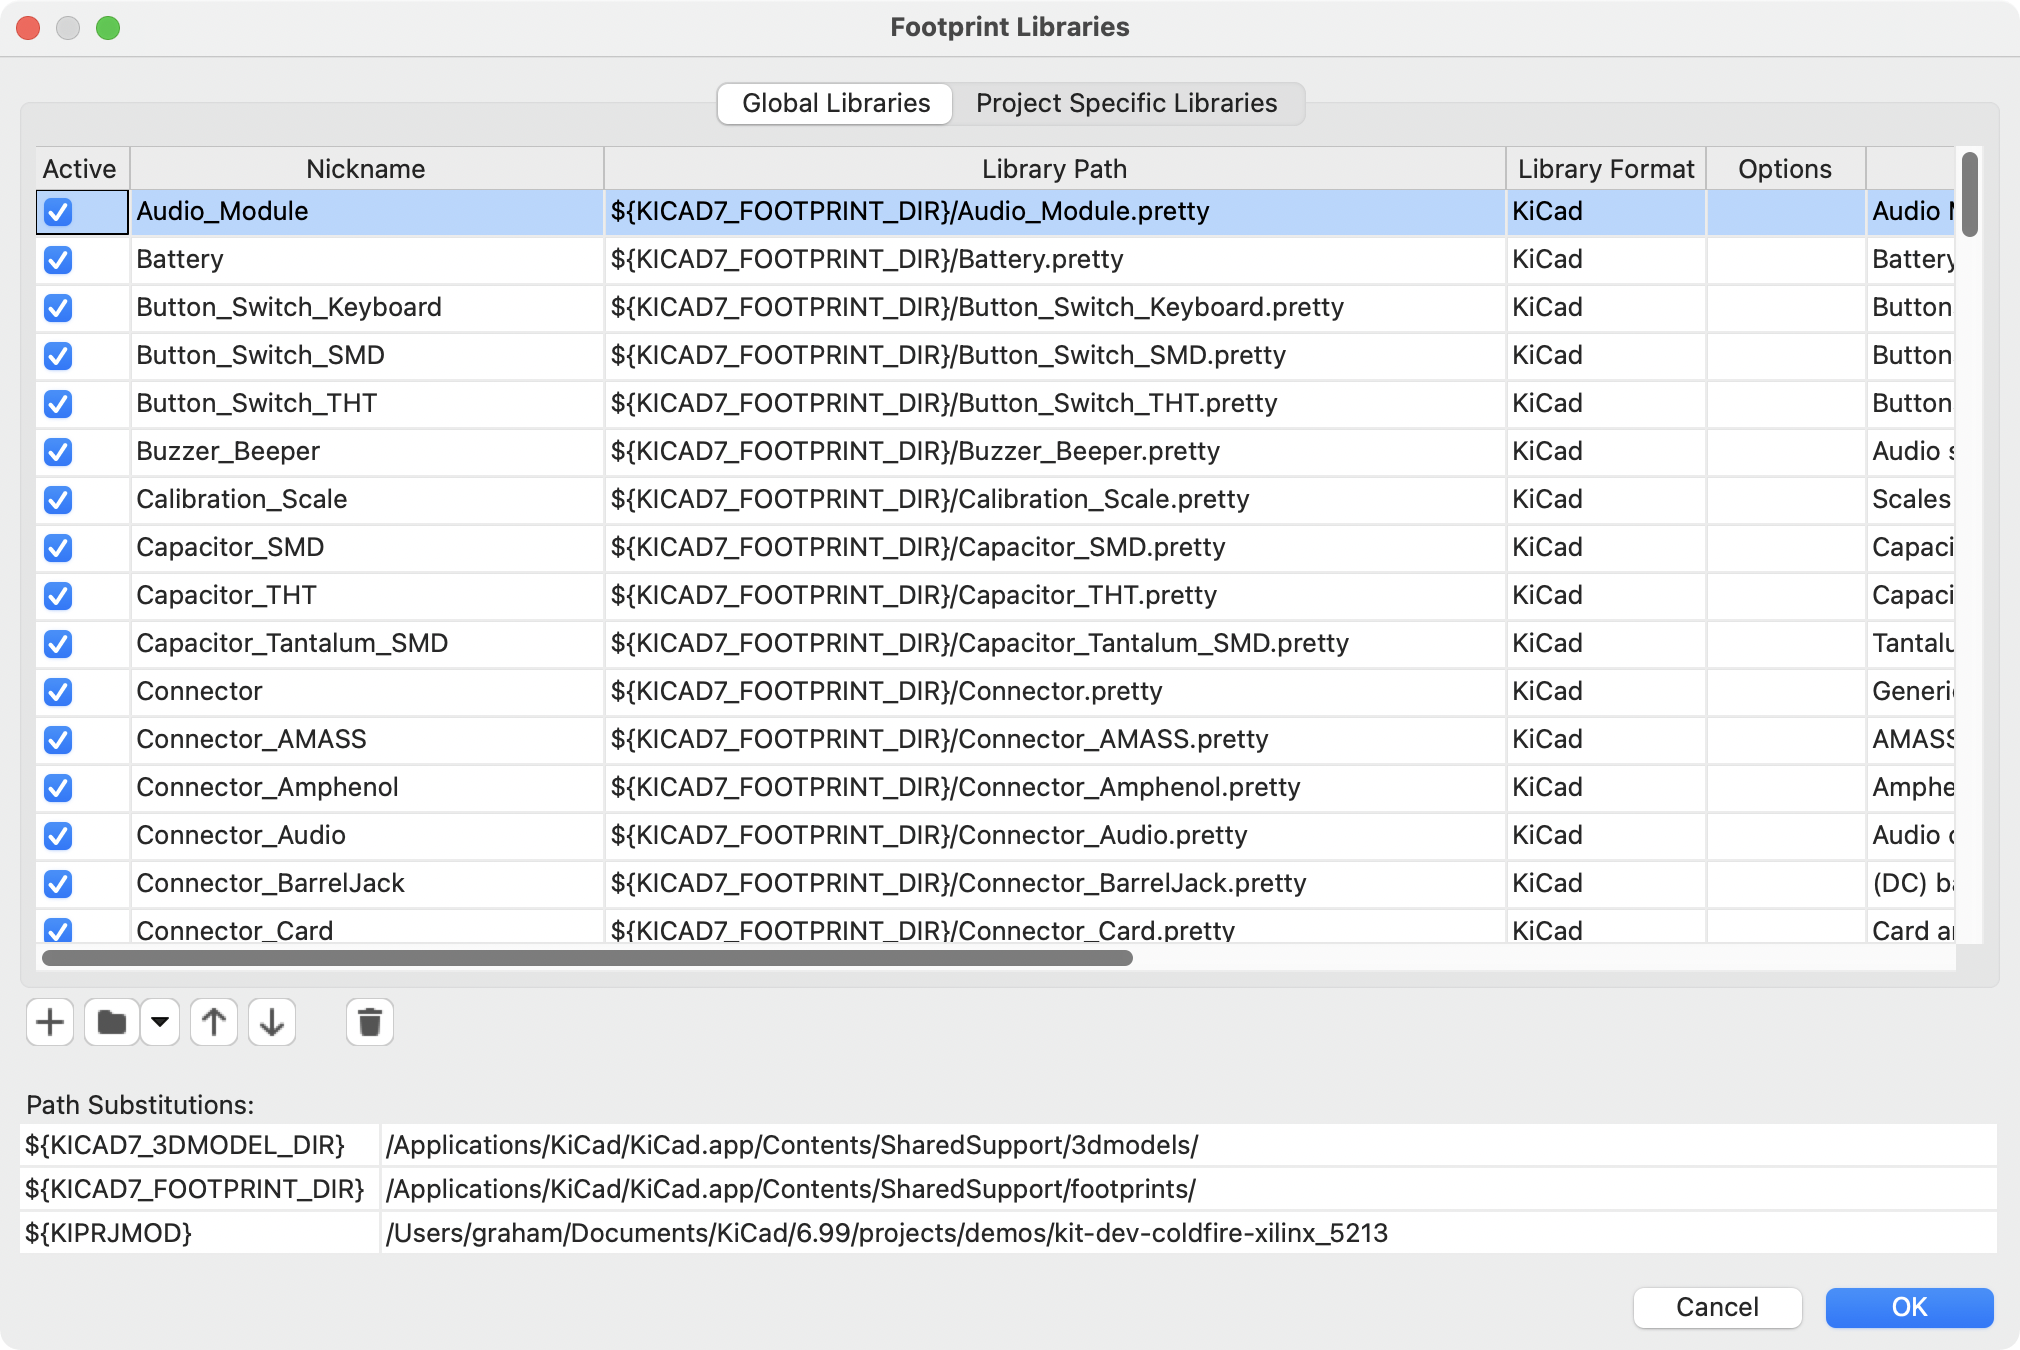 Footprint Libraries
Global Libraries Project Specific Libraries
Active Nickname Library Path Library Format Options
Audio_Module ${KICAD7_FOOTPRINT_DIR}/Audio_Module.pretty KiCad Audio
Battery ${KICAD7_FOOTPRINT_DIR}/Battery.pretty KiCad Battery
Button_Switch_Keyboard ${KICAD7_FOOTPRINT_DIR}/Button_Switch_Keyboard.pretty KiCad Button
Button_Switch_SMD ${KICAD7_FOOTPRINT_DIR}/Button_Switch_SMD.pretty KiCad Button
Button_Switch_THT ${KICAD7_FOOTPRINT_DIR}/Button_Switch_THT.pretty KiCad Button
Buzzer_Beeper ${KICAD7_FOOTPRINT_DIR}/Buzzer_Beeper.pretty KiCad Audio
Calibration_Scale ${KICAD7_FOOTPRINT_DIR}/Calibration_Scale.pretty KiCad Scales
Capacitor_SMD ${KICAD7_FOOTPRINT_DIR}/Capacitor_SMD.pretty KiCad Capaci
Capacitor_THT ${KICAD7_FOOTPRINT_DIR}/Capacitor_THT.pretty KiCad Capaci
Capacitor_Tantalum_SMD ${KICAD7_FOOTPRINT_DIR}/Capacitor_Tantalum_SMD.pretty KiCad Tantalu
Connector ${KICAD7_FOOTPRINT_DIR}/Connector.pretty KiCad Generi
Connector_AMASS ${KICAD7_FOOTPRINT_DIR}/Connector_AMASS.pretty KiCad AMASS
Connector_Amphenol ${KICAD7_FOOTPRINT_DIR}/Connector_Amphenol.pretty KiCad Amphe
Connector_Audio ${KICAD7_FOOTPRINT_DIR}/Connector_Audio.pretty KiCad Audio
Connector_BarrelJack ${KICAD7_FOOTPRINT_DIR}/Connector_BarrelJack.pretty KiCad (DC) ba
Connector_Card ${KICAD7_FOOTPRINT_DIR}/Connector_Card.pretty KiCad Card
Path Substitutions:
${KICAD7_3DMODEL_DIR} /Applications/KiCad/KiCad.app/Contents/SharedSupport/3dmodels/
${KICAD7_FOOTPRINT_DIR} /Applications/KiCad/KiCad.app/Contents/SharedSupport/footprints/
${KIPRJMOD} /Users/graham/Documents/KiCad/6.99/projects/demos/kit-dev-coldfire-xilinx_5213
Cancel OK